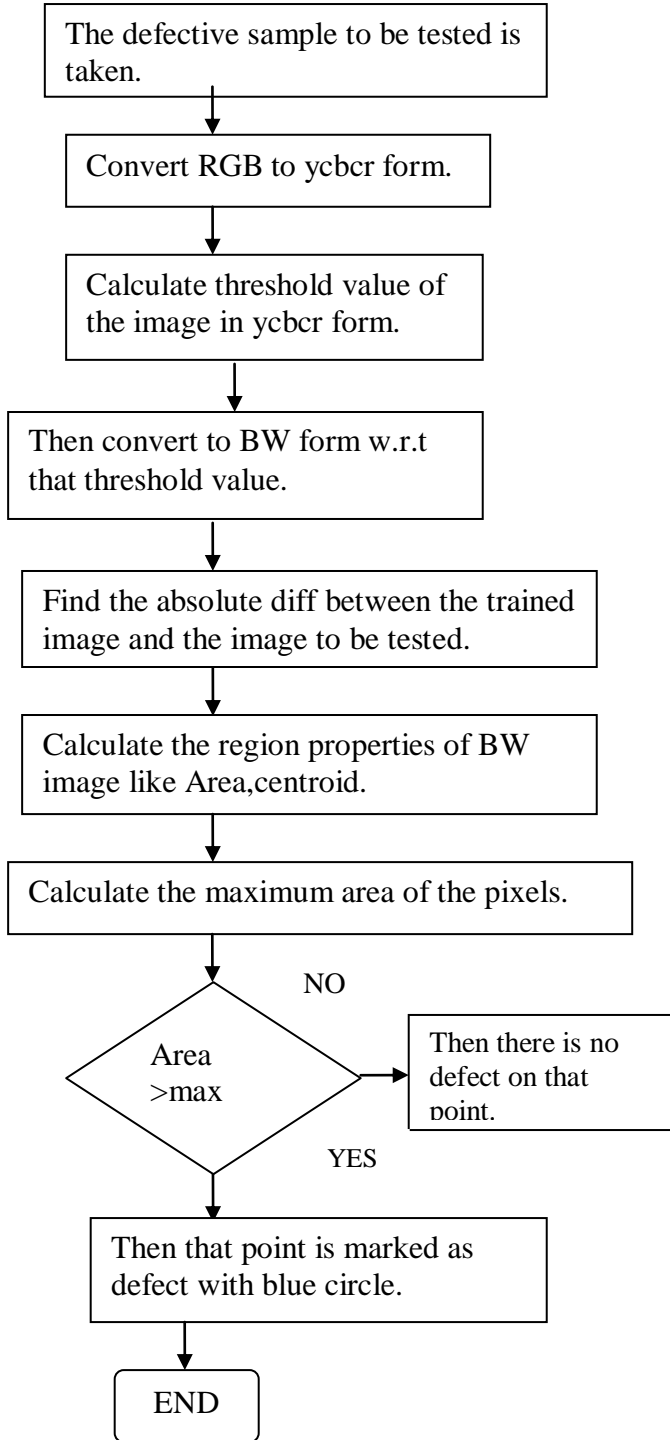 The defective sample to be tested is
taken.
Convert RGB to ycbcr form.
Calculate threshold value of
the image in ycbcr form.
Then convert to BW form w.r.t
that threshold value.
Find the absolute diff between the trained
image and the image to be tested.
Calculate the region properties of BW
image like Area,centroid.
Calculate the maximum area of the pixels.
NO
Area
>max
Then there is no
defect on that
point.
YES
Then that point is marked as
defect with blue circle.
END